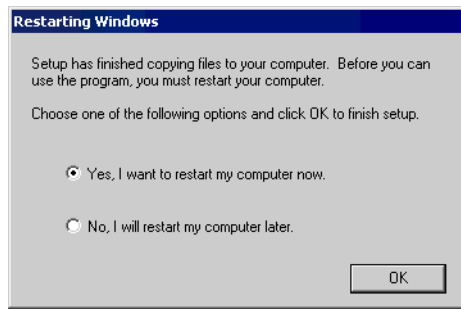 Restarting Windows
Setup has finished copying files to your computer. Before you can
use the program, you must restart your computer.
Choose one of the following options and click OK to finish setup.
Yes, I want to restart my computer now.
No, I will restart my computer later.
OK